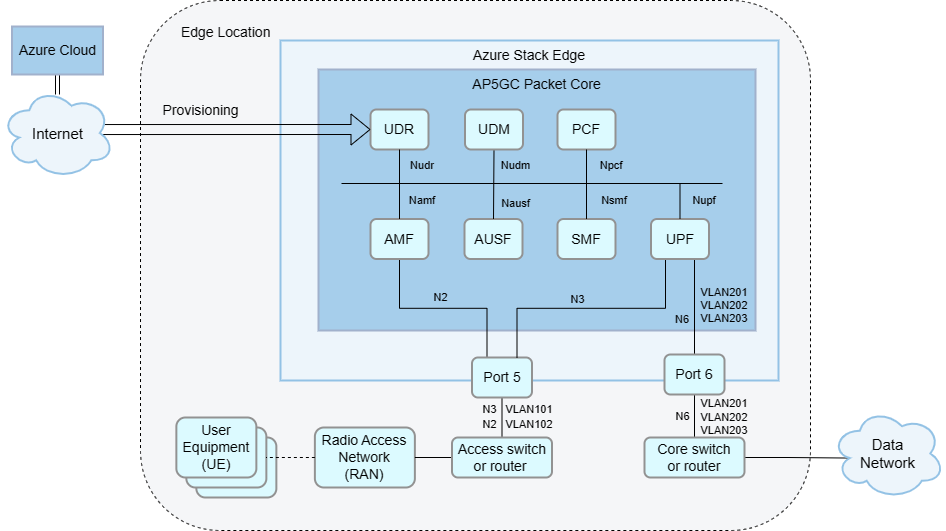 Edge Location
Azure Cloud
Azure Stack Edge
AP5GC Packet Core
Provisioning
Internet
UDR
UDM
PCF
Nudr
Nudm
Npcf
Namf
Nausf
Nsmf
Nupf
AMF
AUSF
SMF
UPF
N2
N3
N6
VLAN201
VLAN202
VLAN203
Port 5
Port 6
N3 VLAN101
N2 VLAN102
N6
VLAN201
VLAN202
VLAN203
User
Equipment
(UE)
Radio Access
Network
(RAN)
Access switch
or router
Core switch
or router
Data
Network